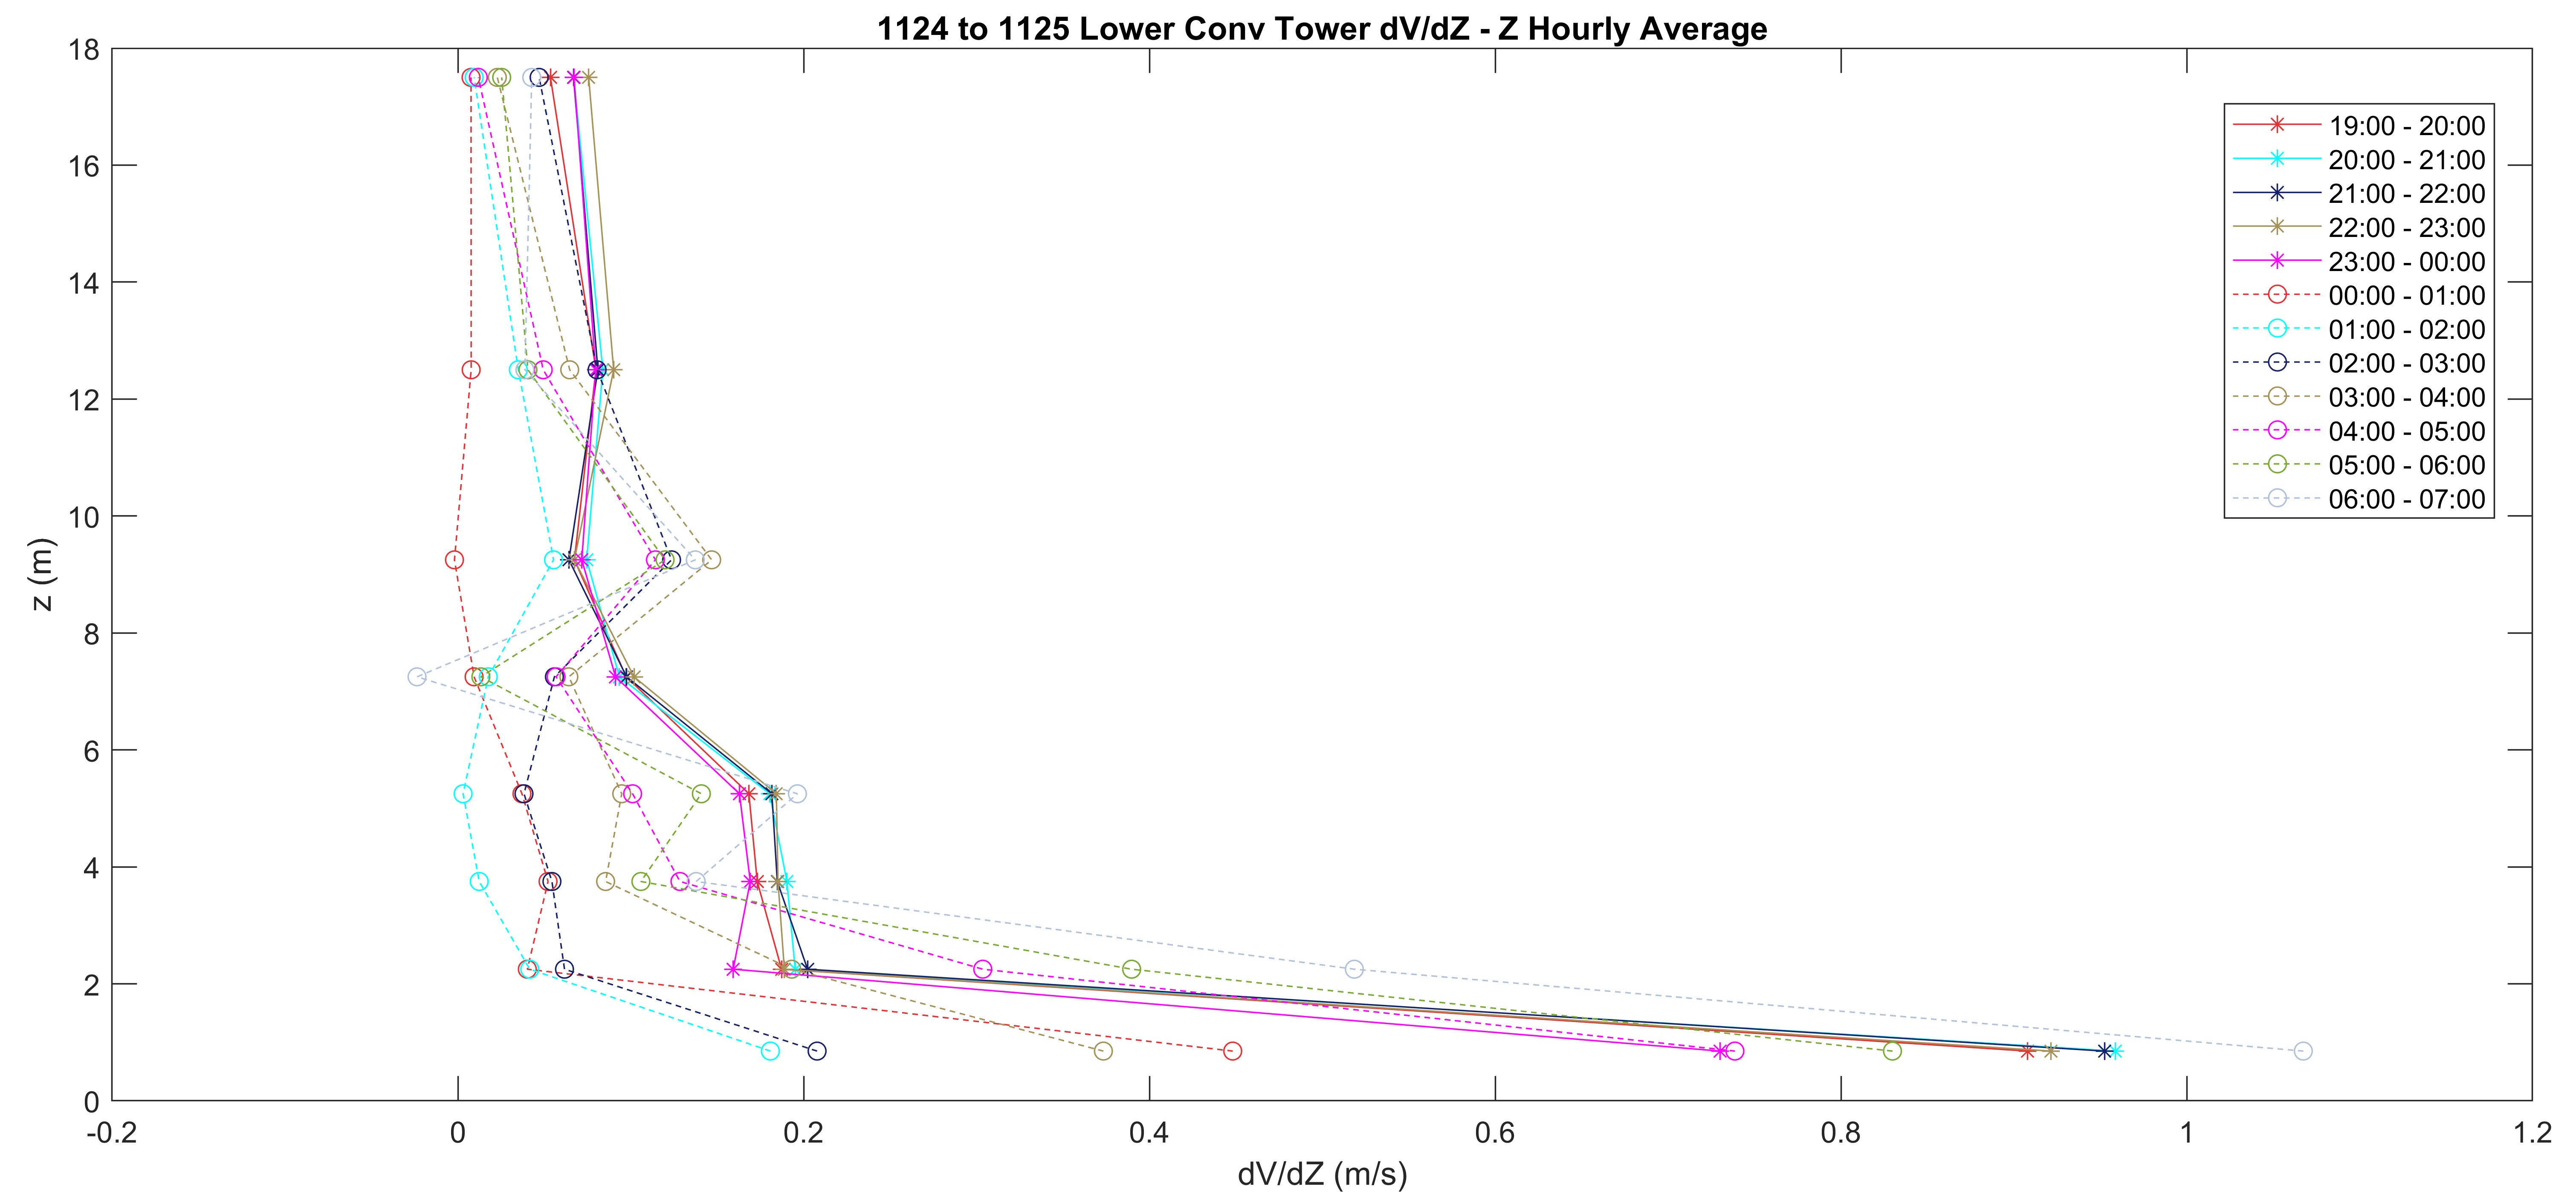 1124 to 1125 Lower Conv Tower dV/dZ - Z Hourly Average
18
16
14
12
10
8
6
4
2
0
z (m)
-0.2 0 0.2 0.4 0.6 0.8 1 1.2
dV/dZ (m/s)
19:00 - 20:00
20:00 - 21:00
21:00 - 22:00
22:00 - 23:00
23:00 - 00:00
00:00 - 01:00
01:00 - 02:00
02:00 - 03:00
03:00 - 04:00
04:00 - 05:00
05:00 - 06:00
06:00 - 07:00